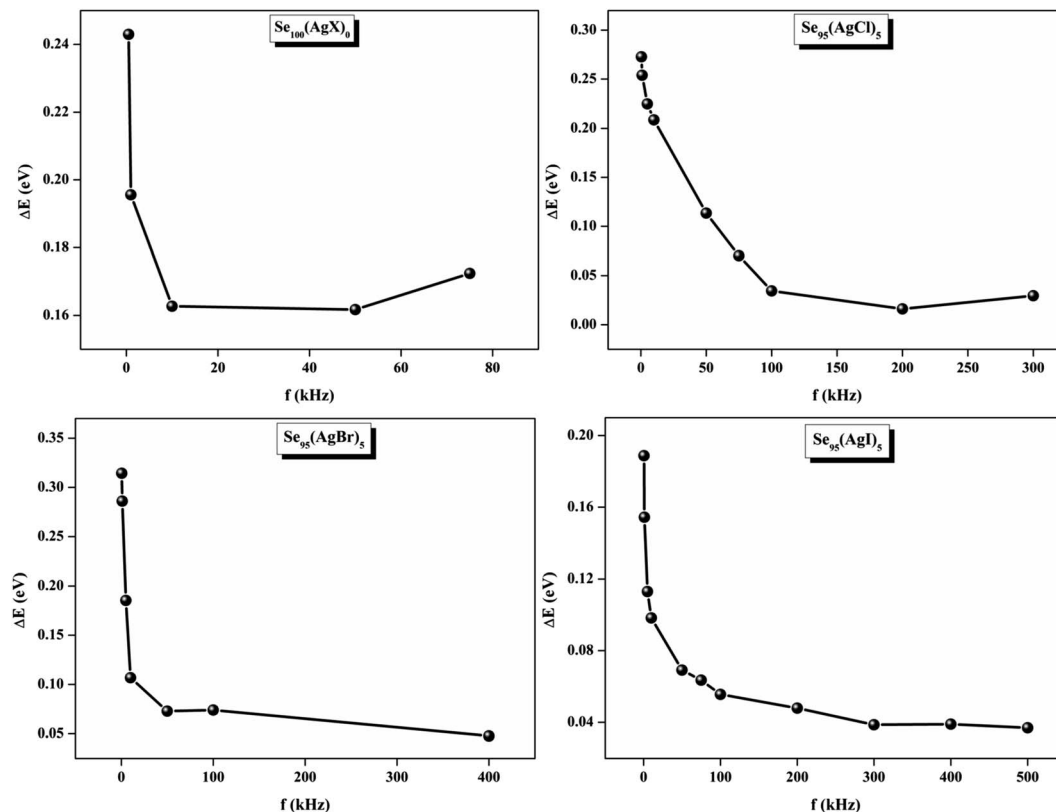 Se100(AgX)0
ΔE (eV)
0.24
0.22
0.20
0.18
0.16
0 20 40 60 80
f (kHz)
Se95(AgCl)5
ΔE (eV)
0.30
0.25
0.20
0.15
0.10
0.05
0.00
0 50 100 150 200 250 300
f (kHz)
Se95(AgBr)5
ΔE (eV)
0.35
0.30
0.25
0.20
0.15
0.10
0.05
0 100 200 300 400
f (kHz)
Se95(AgI)5
ΔE (eV)
0.20
0.16
0.12
0.08
0.04
0 100 200 300 400 500
f (kHz)